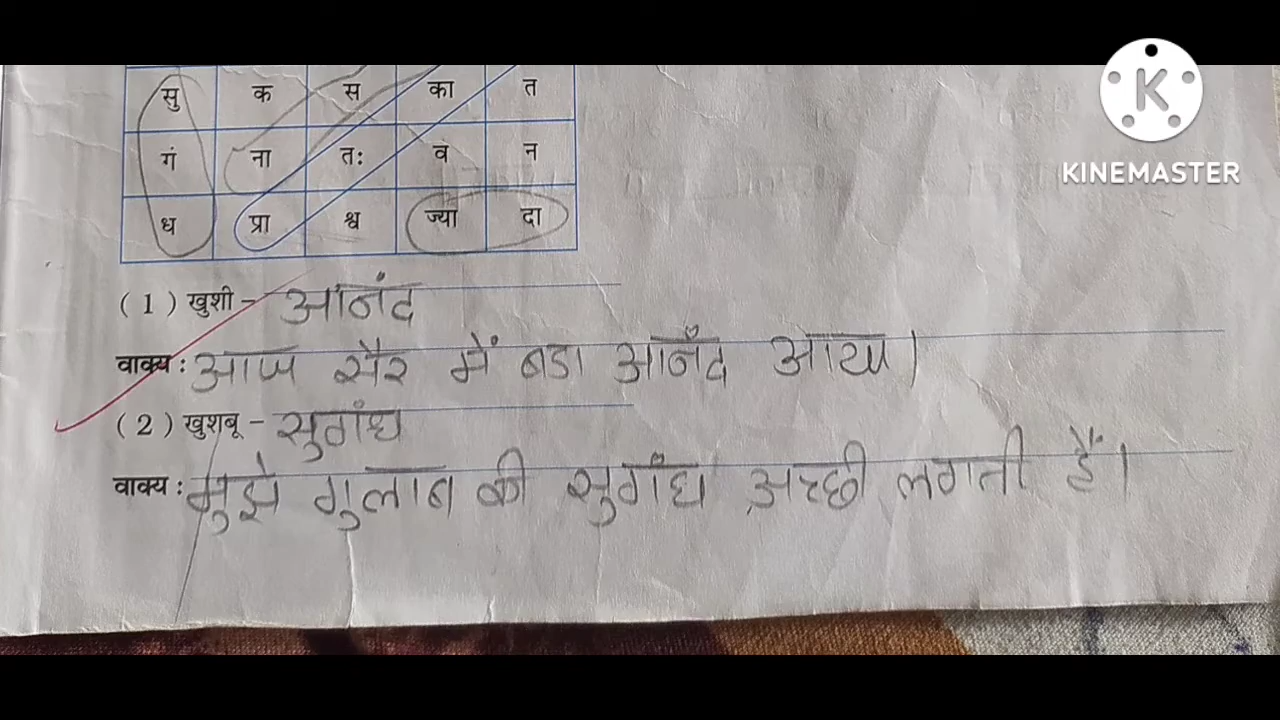 सु क स का त
गं ना तः व न
ध प्रा श्व ज्या दा
( 1 ) खुशी - आनंद
वाक्य : आज सैर में बडा आनँद आया।
( 2 ) खुशबू - सुगंध
वाक्य : मुझे गुलाब की सुगँध अच्छी लगती हैं।
K
KINEMASTER